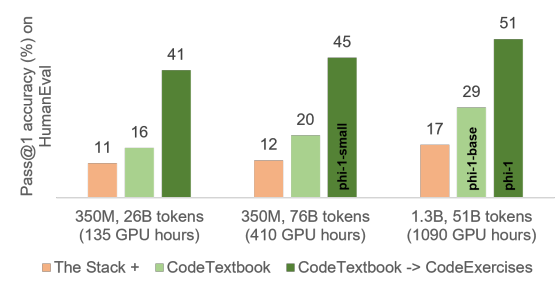 Pass@1 accuracy (%) on
HumanEval
11
16
41
12
20
45
phi-1-small
17
29
phi-1-base
51
phi-1
350M, 26B tokens
(135 GPU hours)
350M, 76B tokens
(410 GPU hours)
1.3B, 51B tokens
(1090 GPU hours)
The Stack +
CodeTextbook
CodeTextbook -> CodeExercises